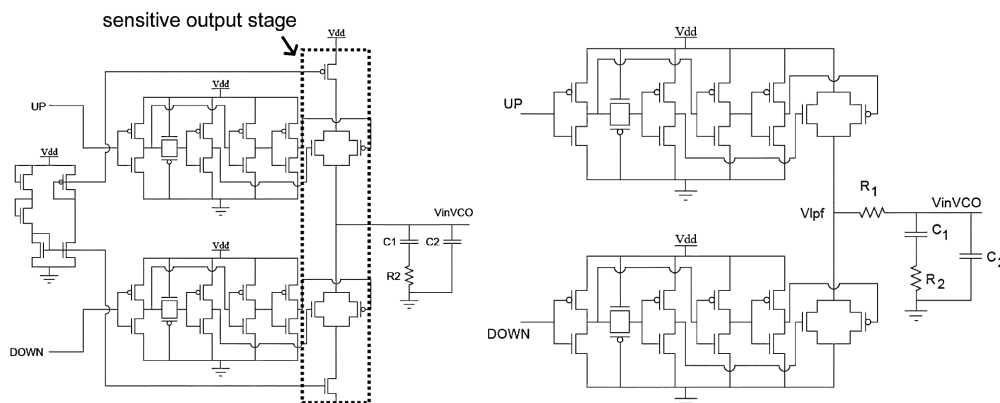 sensitive output stage
Vdd
Vdd
UP
Vdd
VinVCO
C1
C2
R2
Vdd
DOWN
Vdd
UP
R1
Vlpf
VinVCO
C1
C2
R2
Vdd
DOWN